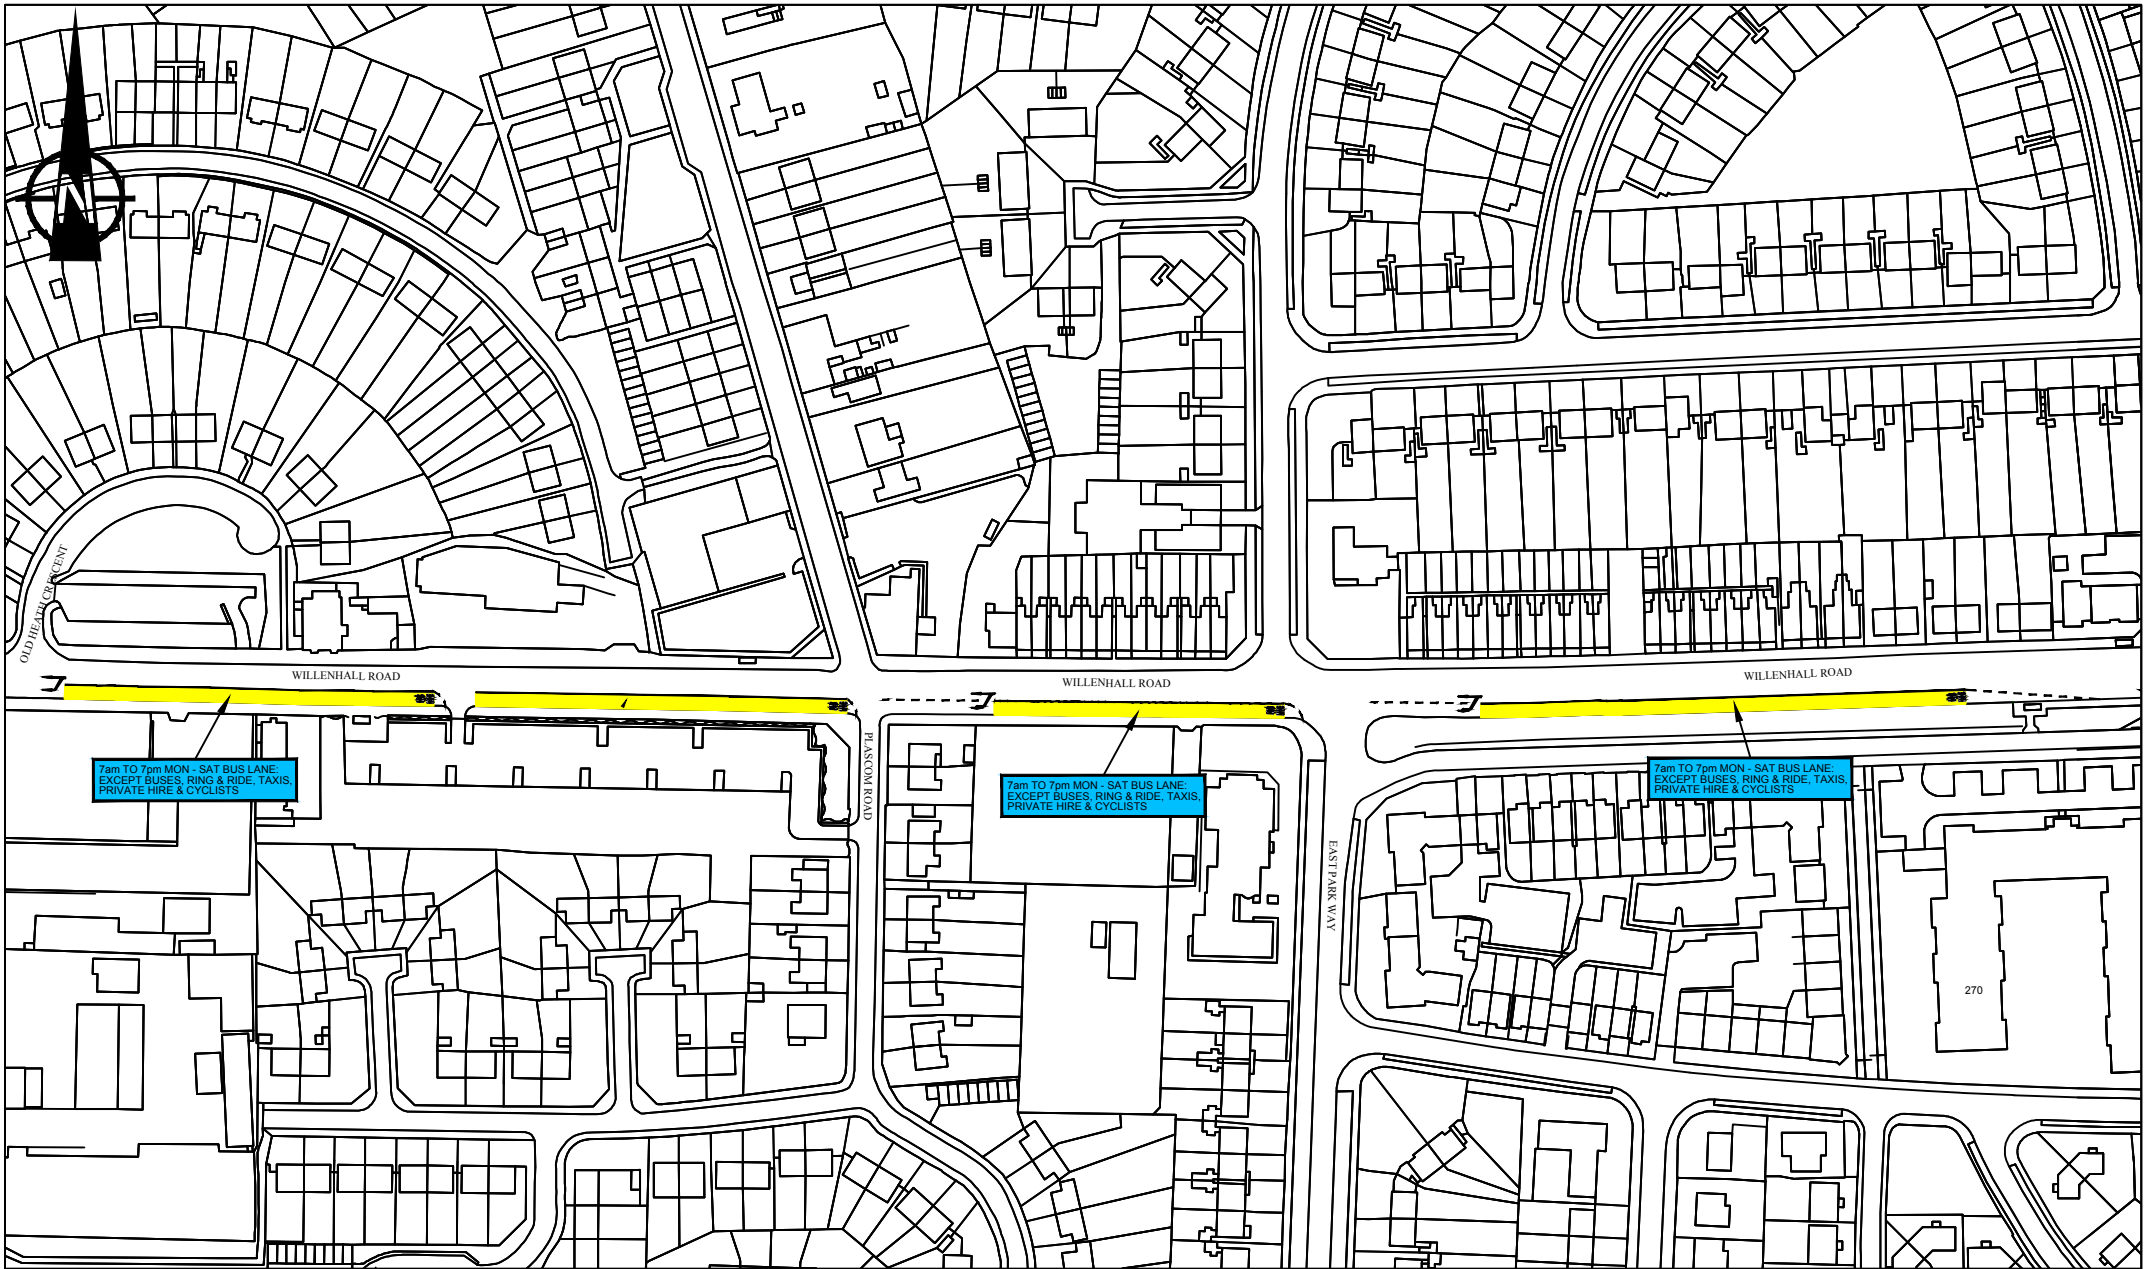 OLD HEATH CRESCENT
WILLENHALL ROAD
WILLENHALL ROAD
WILLENHALL ROAD
7am TO 7pm MON - SAT BUS LANE:
EXCEPT BUSES, RING & RIDE, TAXIS,
PRIVATE HIRE & CYCLISTS
PLASCOM ROAD
7am TO 7pm MON - SAT BUS LANE:
EXCEPT BUSES, RING & RIDE, TAXIS,
PRIVATE HIRE & CYCLISTS
EAST PARK WAY
7am TO 7pm MON - SAT BUS LANE:
EXCEPT BUSES, RING & RIDE, TAXIS,
PRIVATE HIRE & CYCLISTS
270